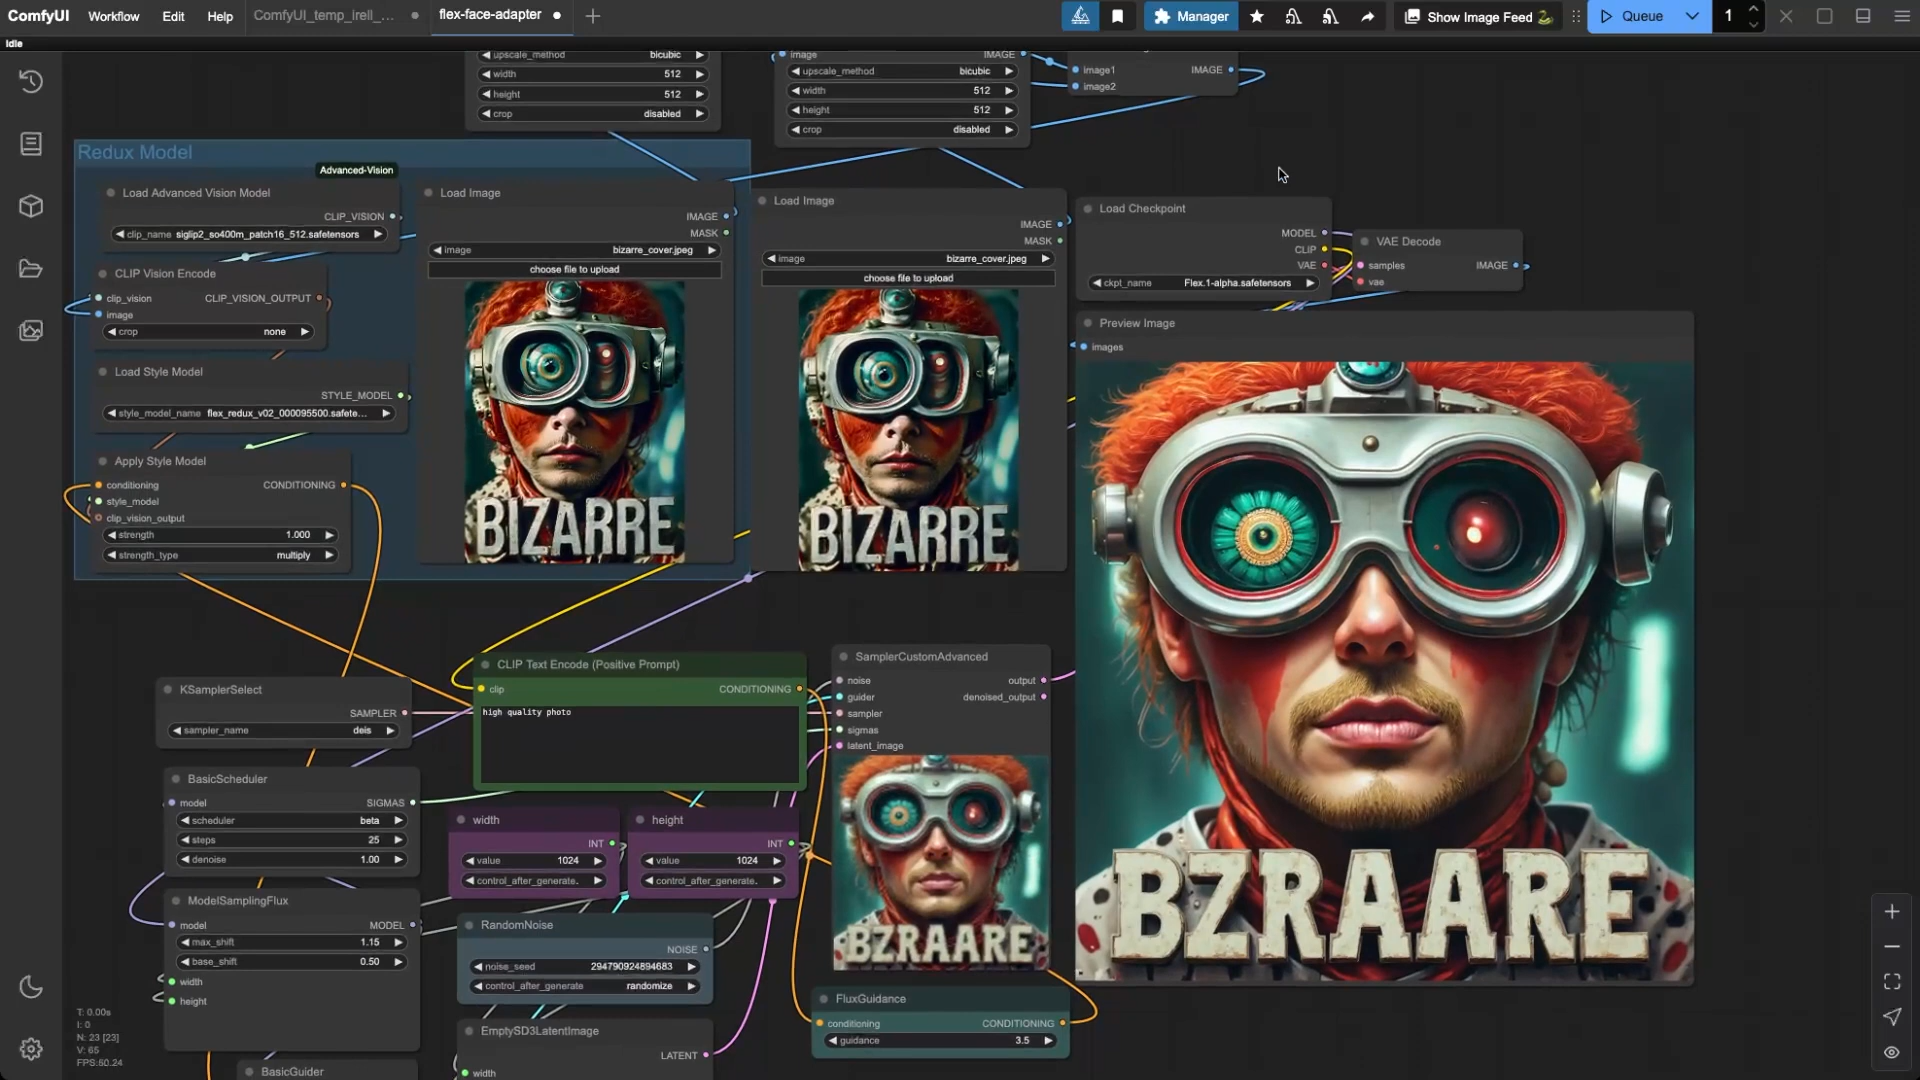 ComfyUI
Workflow
Edit
Help
ComfyUI_temp_irell_...
flex-face-adapter
Manager
Show Image Feed
Queue
1
Idle
upscale_method bicubic
width 512
height 512
crop disabled
image IMAGE
upscale_method bicubic
width 512
height 512
crop disabled
image1 IMAGE
image2
Redux Model
Advanced-Vision
Load Advanced Vision Model
CLIP_VISION
clip_name siglip2_so400m_patch16_512.safetensors
CLIP Vision Encode
clip_vision CLIP_VISION_OUTPUT
image
crop none
Load Style Model
STYLE_MODEL
style_model_name flex_redux_v02_000095500.safete...
Apply Style Model
conditioning CONDITIONING
style_model
clip_vision_output
strength 1.000
strength_type multiply
Load Image
IMAGE
MASK
image bizarre_cover.jpeg
choose file to upload
BIZARRE
Load Image
IMAGE
MASK
image bizarre_cover.jpeg
choose file to upload
BIZARRE
Load Checkpoint
MODEL
CLIP
VAE
ckpt_name Flex.1-alpha.safetensors
VAE Decode
samples IMAGE
vae
Preview Image
images
BZRAARE
KSamplerSelect
SAMPLER
sampler_name deis
BasicScheduler
model SIGMAS
scheduler beta
steps 25
denoise 1.00
ModelSamplingFlux
model MODEL
max_shift 1.15
base_shift 0.50
width
height
BasicGuider
CLIP Text Encode (Positive Prompt)
clip CONDITIONING
high quality photo
width
INT
value 1024
control_after_generate.
height
INT
value 1024
control_after_generate.
RandomNoise
NOISE
noise_seed 294790924894683
control_after_generate randomize
EmptySD3LatentImage
LATENT
width
SamplerCustomAdvanced
noise output
guider denoised_output
sampler
sigmas
latent_image
BZRAARE
FluxGuidance
conditioning CONDITIONING
guidance 3.5
T: 0.00s
I: 0
N: 23 [23]
V: 65
FPS:60.24